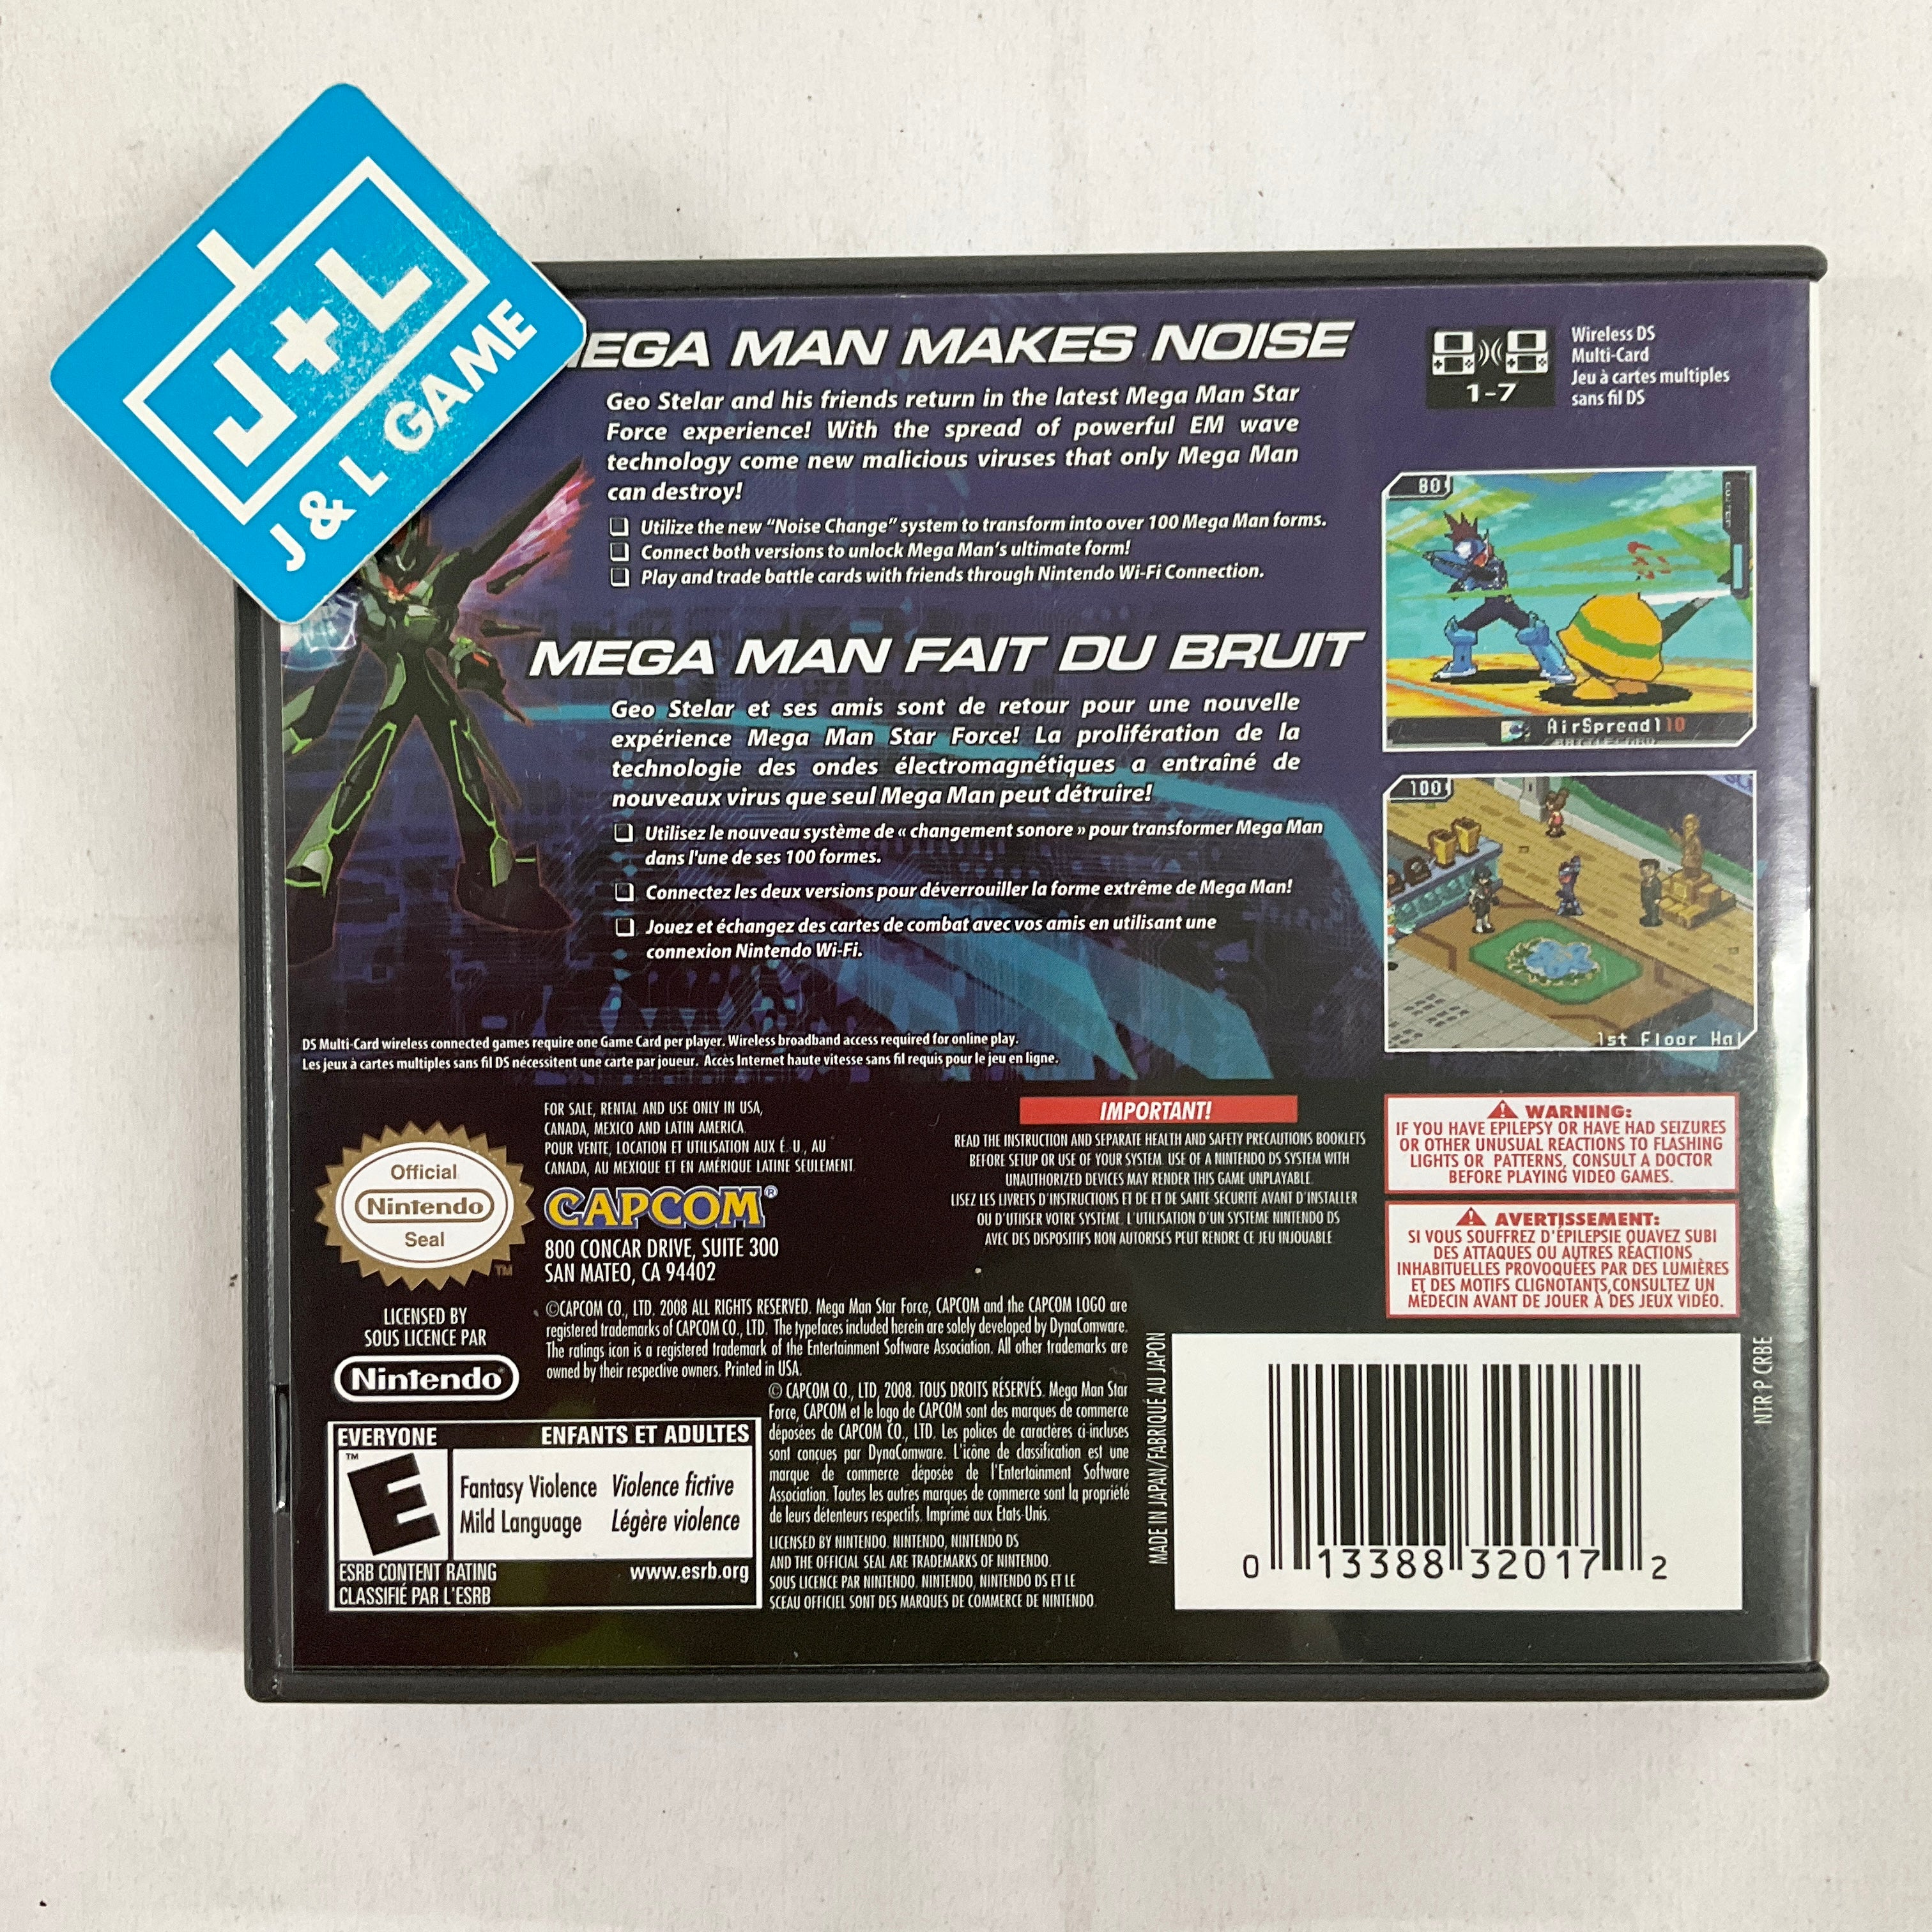 J+L
J & L GAME
EGA MAN MAKES NOISE
Geo Stelar and his friends return in the latest Mega Man Star
Force experience! With the spread of powerful EM wave
technology come new malicious viruses that only Mega Man
can destroy!
❑ Utilize the new "Noise Change" system to transform into over 100 Mega Man forms.
❑ Connect both versions to unlock Mega Man's ultimate form!
❑ Play and trade battle cards with friends through Nintendo Wi-Fi Connection.
MEGA MAN FAIT DU BRUIT
Geo Stelar et ses amis sont de retour pour une nouvelle
expérience Mega Man Star Force! La prolifération de la
technologie des ondes électromagnétiques a entraîné de
nouveaux virus que seul Mega Man peut détruire!
❑ Utilisez le nouveau système de « changement sonore » pour transformer Mega Man
dans l'une de ses 100 formes.
❑ Connectez les deux versions pour déverrouiller la forme extrême de Mega Man!
❑ Jouez et échangez des cartes de combat avec vos amis en utilisant une
connexion Nintendo Wi-Fi.
1-7
Wireless DS
Multi-Card
Jeu à cartes multiples
sans fil DS
80
AirSpread1 10
100
1st Floor Hal
DS Multi-Card wireless connected games require one Game Card per player. Wireless broadband access required for online play.
Les jeux à cartes multiples sans fil DS nécessitent une carte par joueur. Accès Internet haute vitesse sans fil requis pour le jeu en ligne.
Official
Nintendo
Seal
TM
LICENSED BY
SOUS LICENCE PAR
Nintendo®
FOR SALE, RENTAL AND USE ONLY IN USA,
CANADA, MEXICO AND LATIN AMERICA.
POUR VENTE, LOCATION ET UTILISATION AUX É.-U., AU
CANADA, AU MEXIQUE ET EN AMÉRIQUE LATINE SEULEMENT.
CAPCOM®
800 CONCAR DRIVE, SUITE 300
SAN MATEO, CA 94402
IMPORTANT!
READ THE INSTRUCTION AND SEPARATE HEALTH AND SAFETY PRECAUTIONS BOOKLETS
BEFORE SETUP OR USE OF YOUR SYSTEM. USE OF A NINTENDO DS SYSTEM WITH
UNAUTHORIZED DEVICES MAY RENDER THIS GAME UNPLAYABLE.
LISEZ LES LIVRETS D'INSTRUCTIONS ET DE ET DE SANTE SÉCURITÉ AVANT D'INSTALLER
OU D'UTIISER VOTRE SYSTÈME. L'UTILISATION D'UN SYSTÈME NINTENDO DS
AVEC DES DISPOSITIFS NON AUTORISÉS PEUT RENDRE CE JEU INJOUABLE
WARNING:
IF YOU HAVE EPILEPSY OR HAVE HAD SEIZURES
OR OTHER UNUSUAL REACTIONS TO FLASHING
LIGHTS OR PATTERNS, CONSULT A DOCTOR
BEFORE PLAYING VIDEO GAMES.
AVERTISSEMENT:
SI VOUS SOUFFREZ D'ÉPILEPSIE OUAVEZ SUBI
DES ATTAQUES OU AUTRES RÉACTIONS
INHABITUELLES PROVOQUÉES PAR DES LUMIÈRES
ET DES MOTIFS CLIGNOTANTS,CONSULTEZ UN
MÉDECIN AVANT DE JOUER À DES JEUX VIDÉO.
©CAPCOM CO., LTD. 2008 ALL RIGHTS RESERVED. Mega Man Star Force, CAPCOM and the CAPCOM LOGO are
registered trademarks of CAPCOM CO., LTD. The typefaces included herein are solely developed by DynaComware.
The ratings icon is a registered trademark of the Entertainment Software Association. All other trademarks are
owned by their respective owners. Printed in USA.
© CAPCOM CO., LTD, 2008. TOUS DROITS RÉSERVÉS. Mega Man Star
Force, CAPCOM et le logo de CAPCOM sont des marques de commerce
déposées de CAPCOM CO., LTD. Les polices de caractères ci-incluses
sont conçues par DynaComware. L'icône de classification est une
marque de commerce déposée de l'Entertainment Software
Association. Toutes les autres marques de commerce sont la propriété
de leurs détenteurs respectifs. Imprimé aux États-Unis.
LICENSED BY NINTENDO. NINTENDO, NINTENDO DS
AND THE OFFICIAL SEAL ARE TRADEMARKS OF NINTENDO.
SOUS LICENCE PAR NINTENDO. NINTENDO, NINTENDO DS ET LE
SCEAU OFFICIEL SONT DES MARQUES DE COMMERCE DE NINTENDO.
EVERYONE ENFANTS ET ADULTES
TM
E
Fantasy Violence Violence fictive
Mild Language Légère violence
ESRB CONTENT RATING www.esrb.org
CLASSIFIÉ PAR L'ESRB
MADE IN JAPAN/FABRIQUÉ AU JAPON
NTR P CRBE
0 13388 32017 2